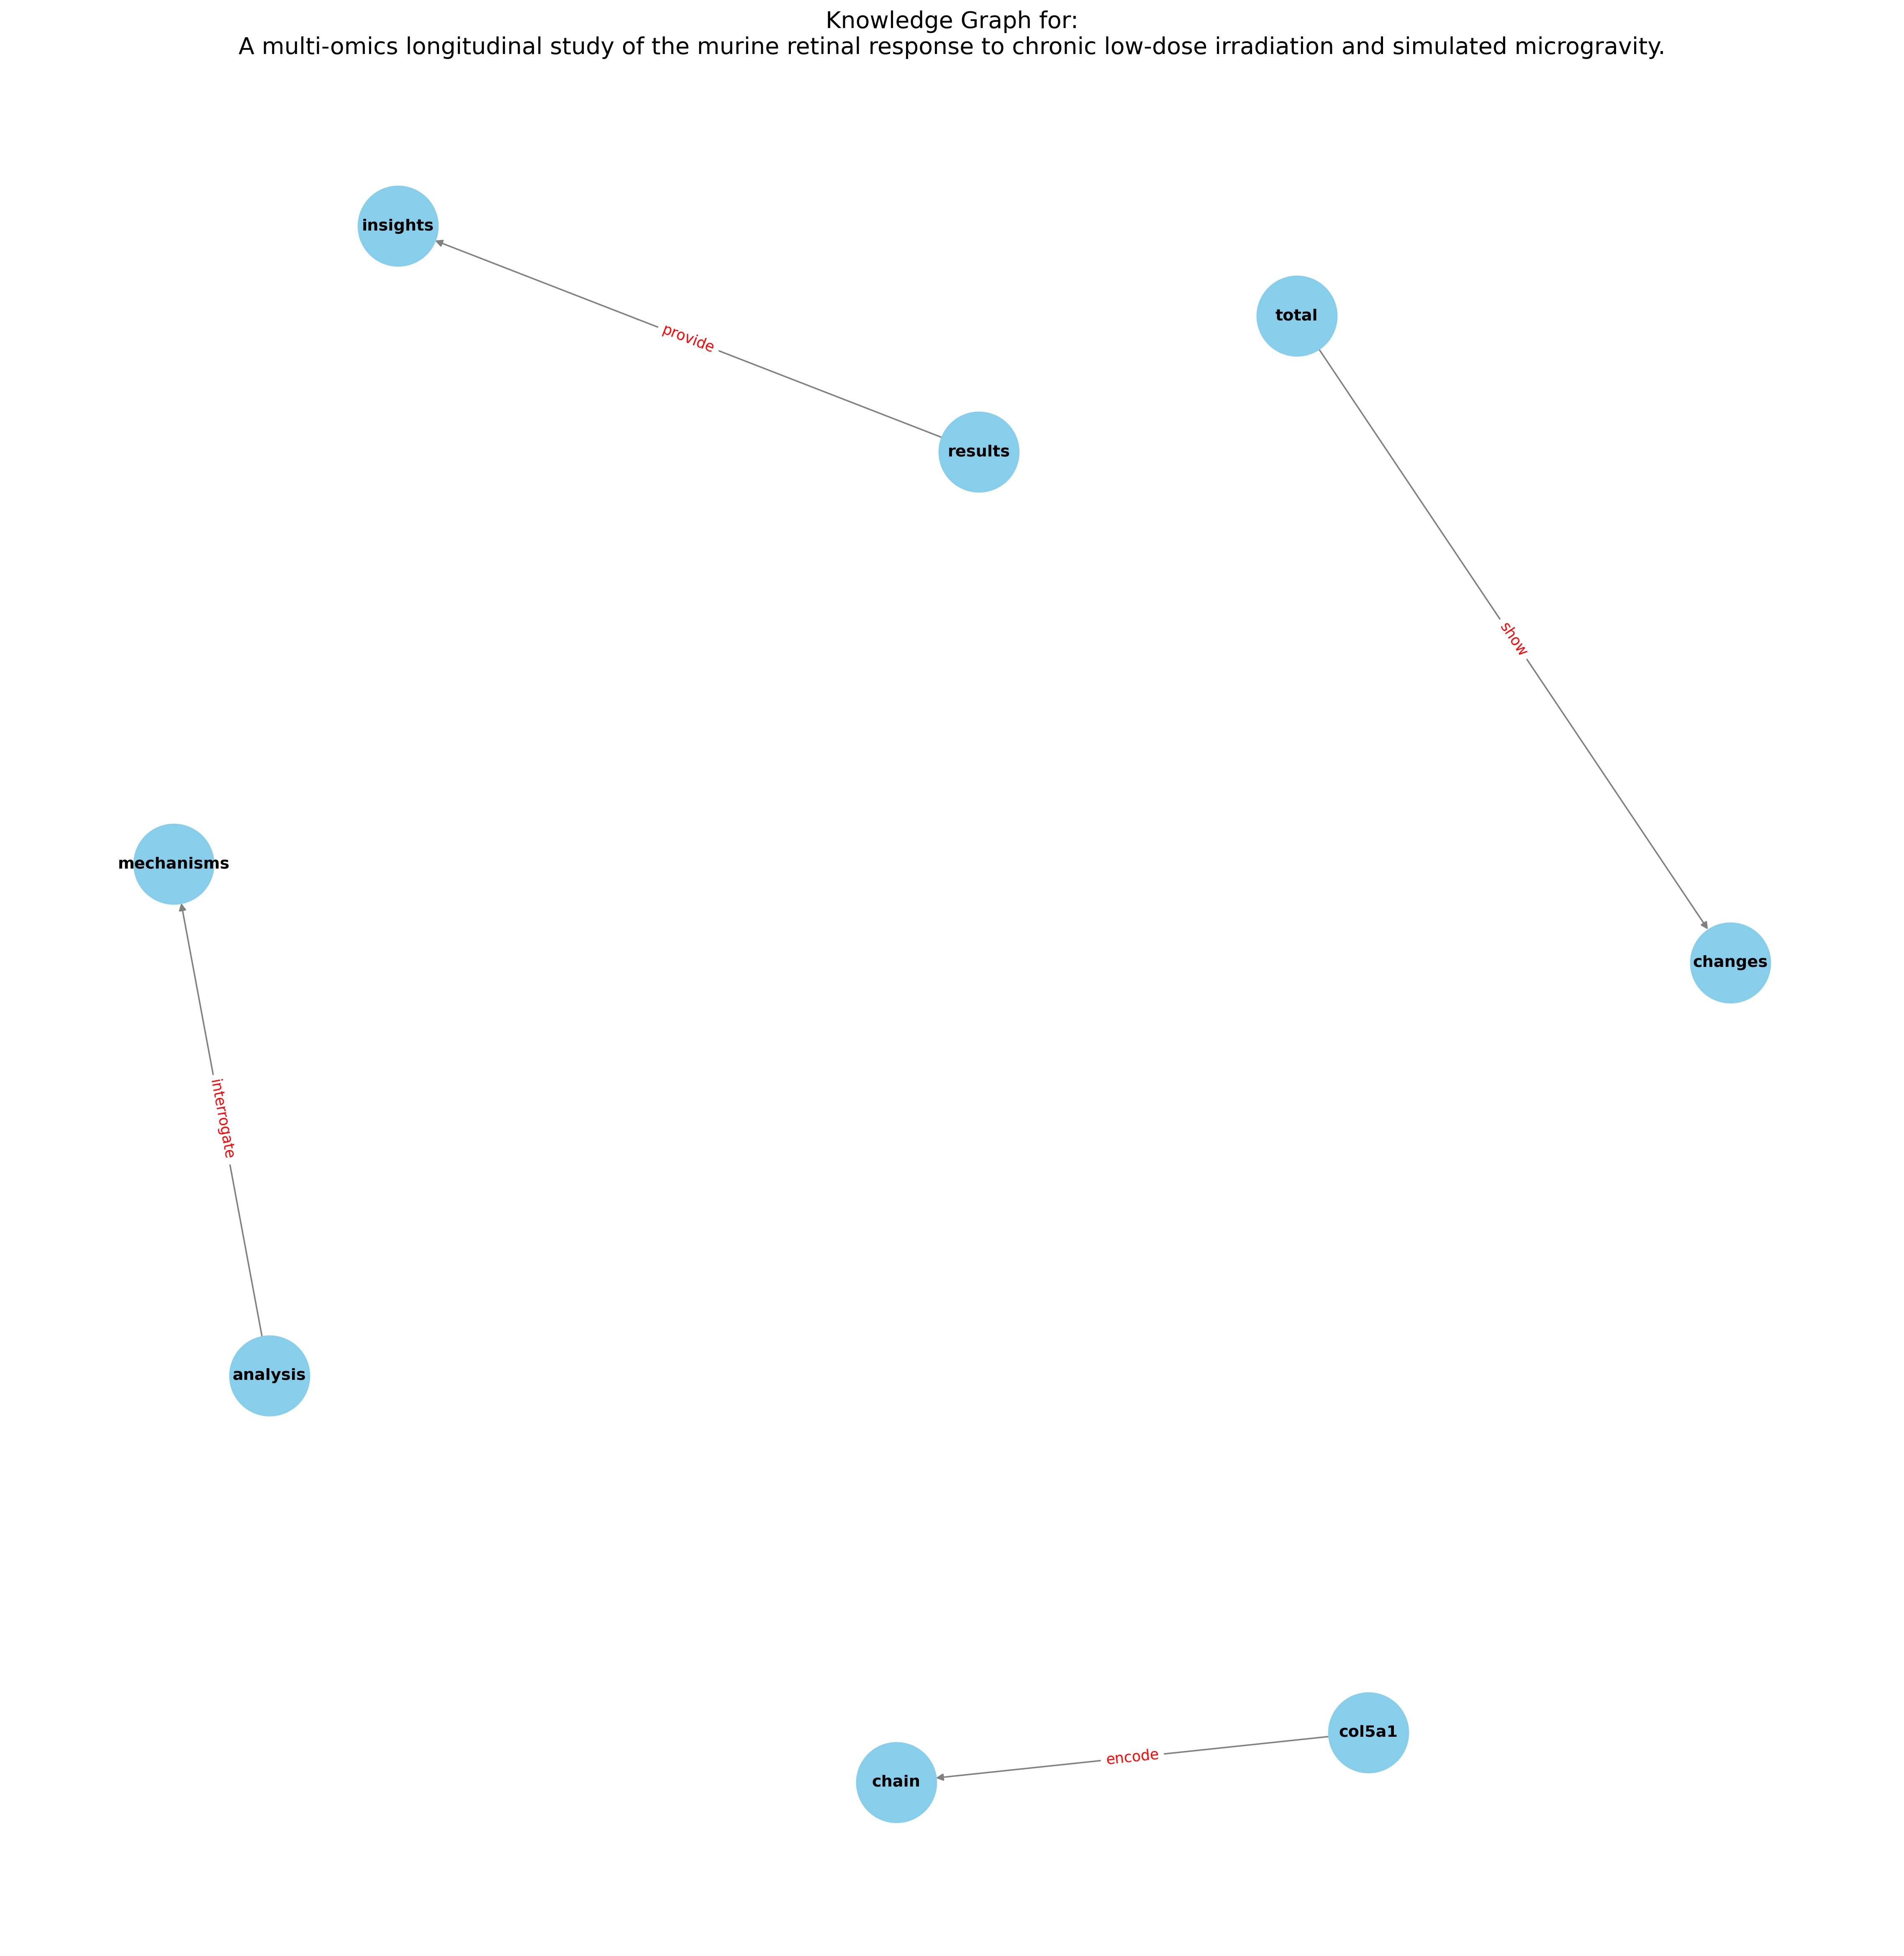 Knowledge Graph for:
A multi-omics longitudinal study of the murine retinal response to chronic low-dose irradiation and simulated microgravity.
insights
total
provide
results
show
mechanisms
changes
interrogate
analysis
col5a1
encode
chain